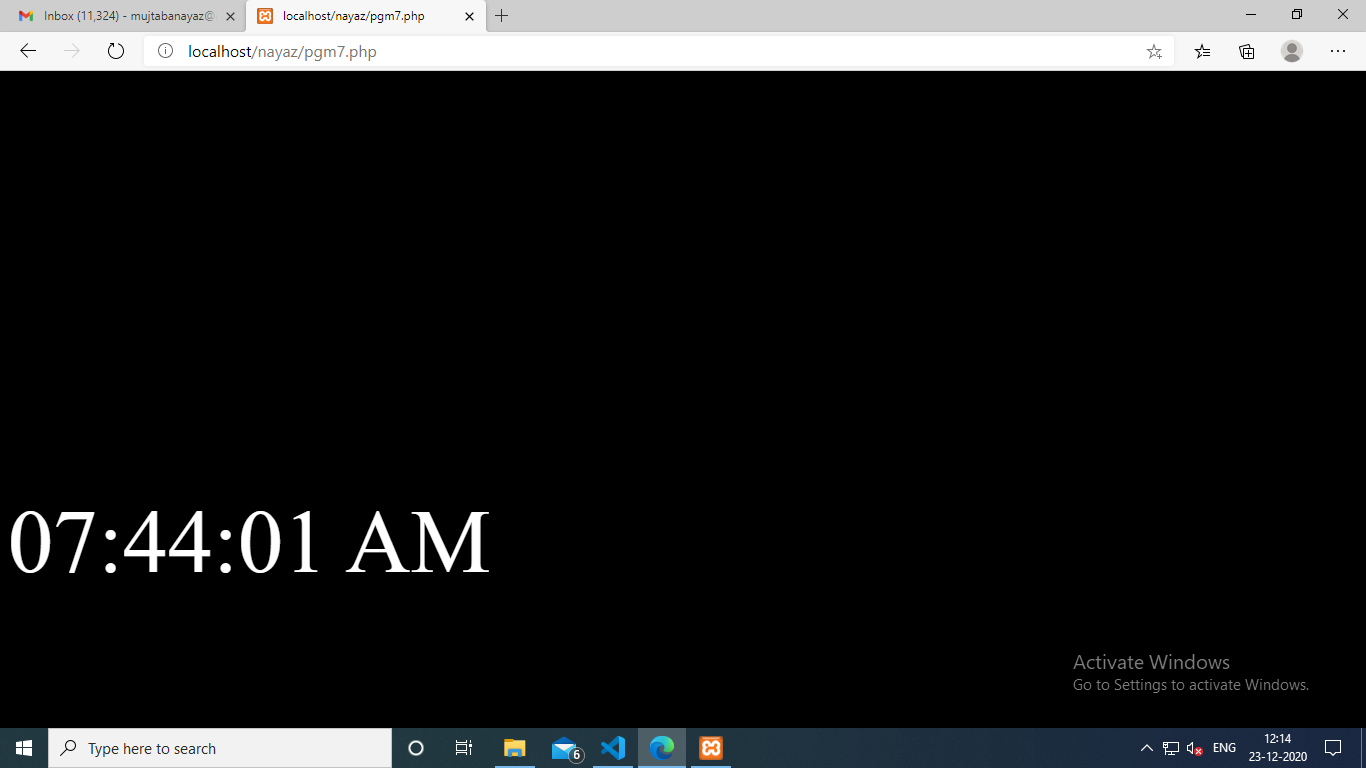 Inbox (11,324) - mujtabanayaz@
localhost/nayaz/pgm7.php
localhost/nayaz/pgm7.php
07:44:01 AM
Activate Windows
Go to Settings to activate Windows.
Type here to search
6
ENG
12:14
23-12-2020